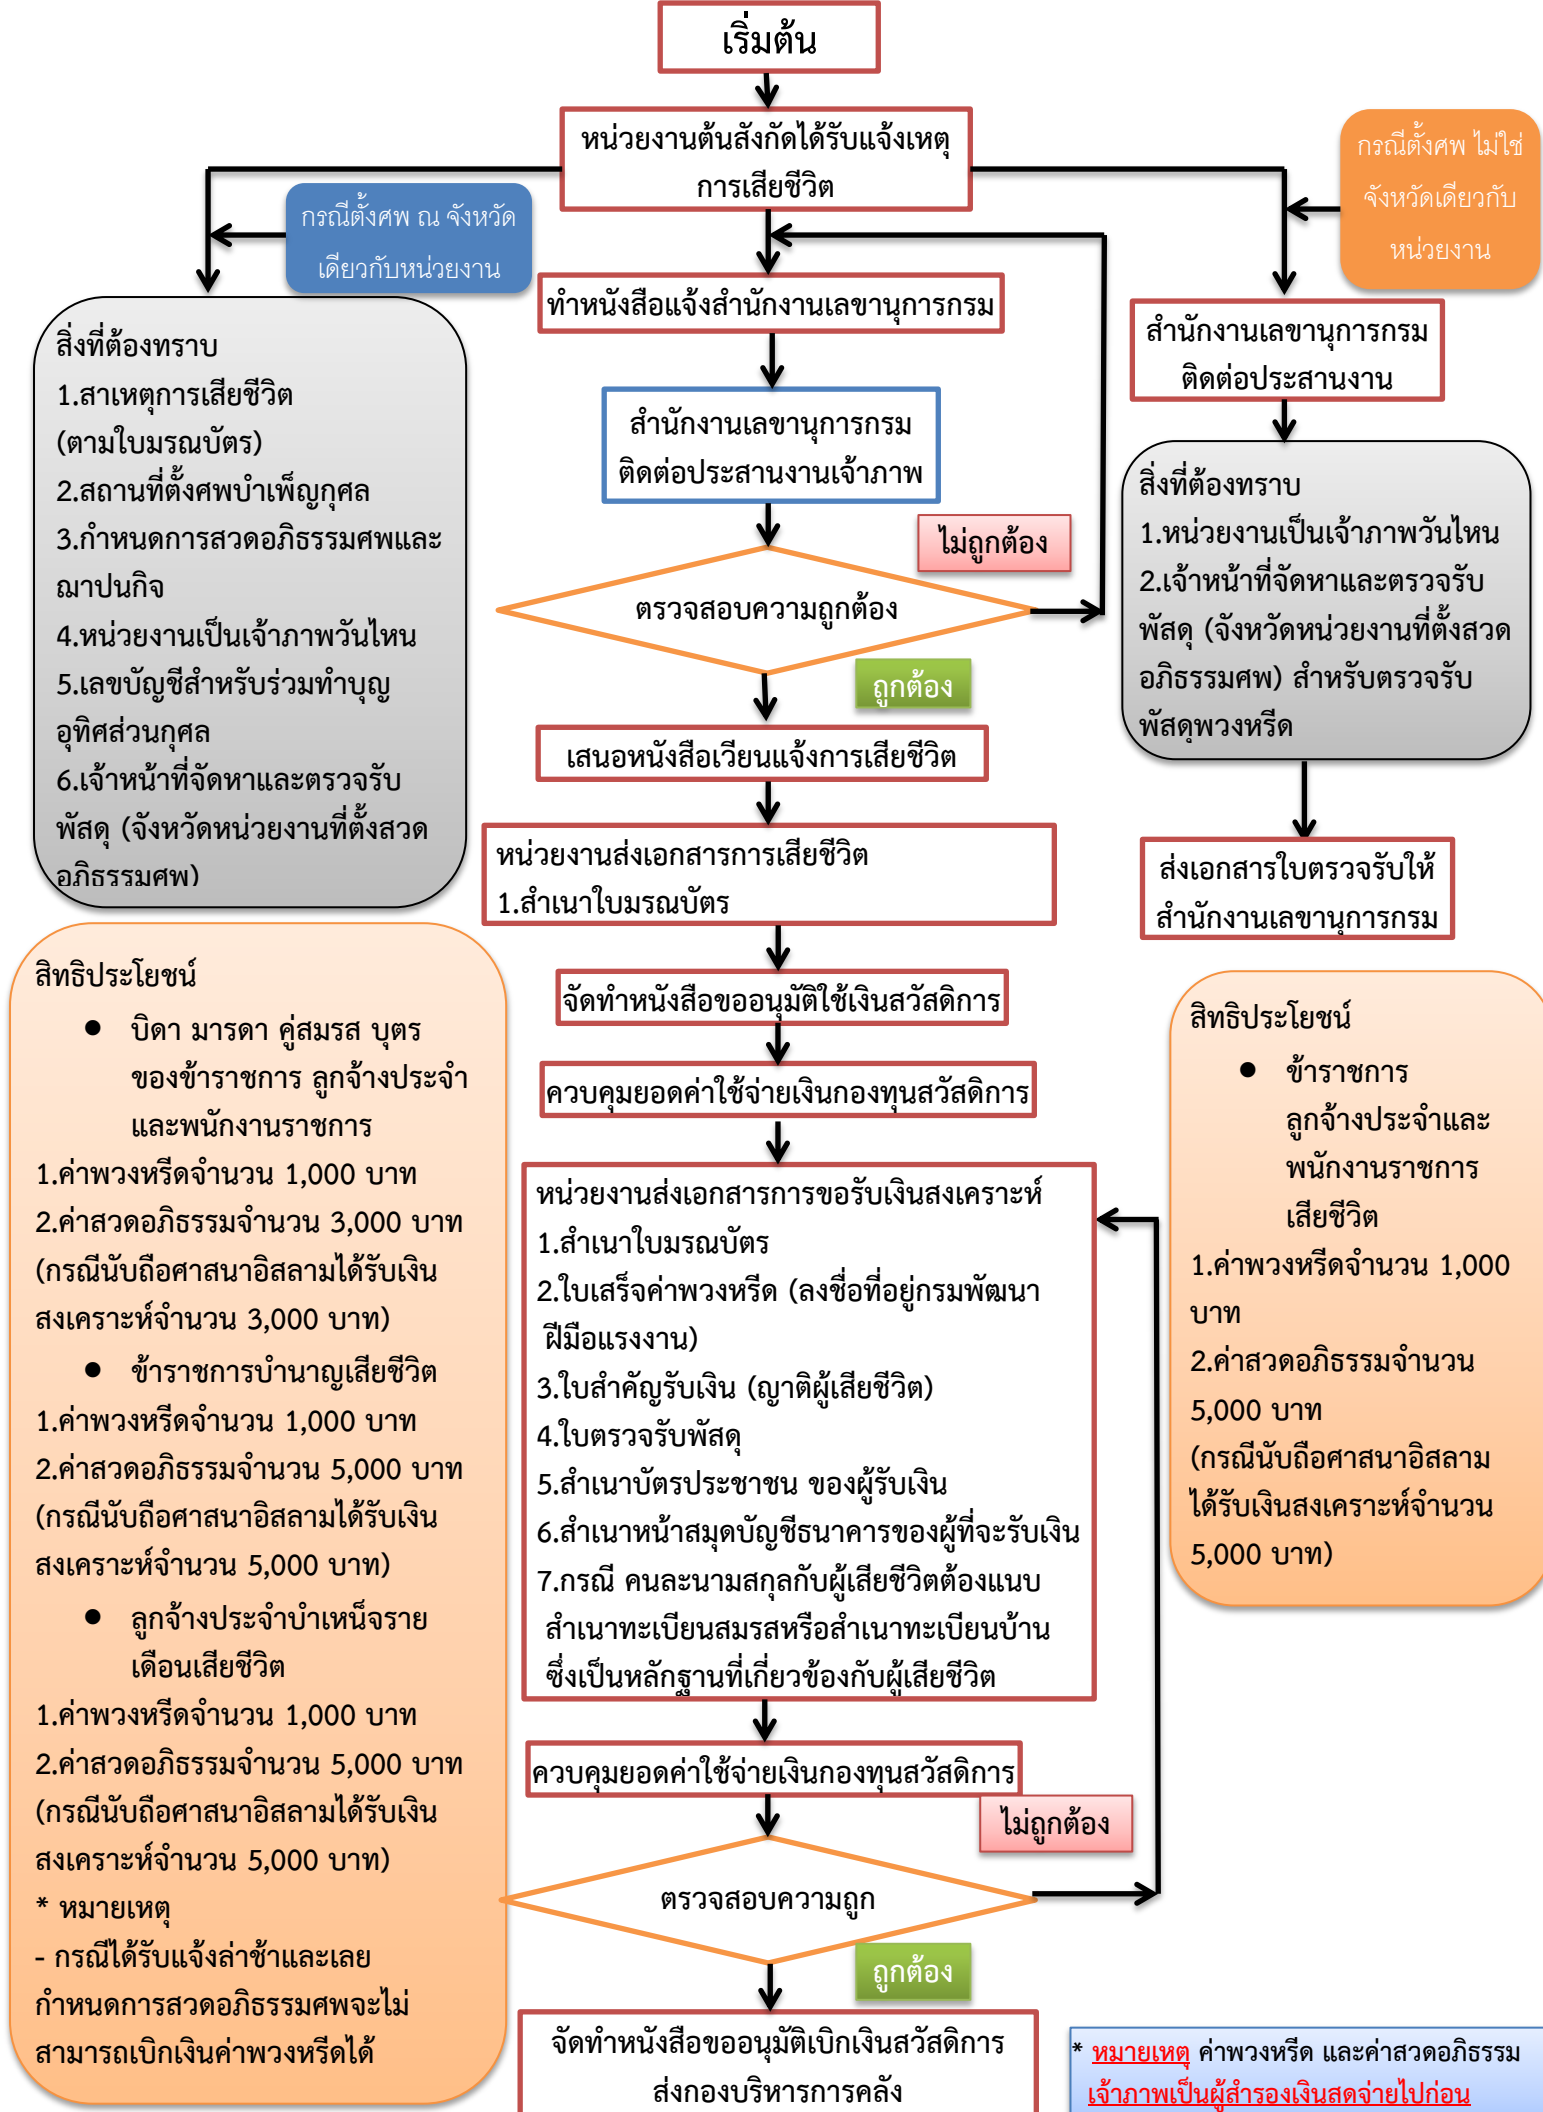 เริ่มต้น
หน่วยงานต้นสังกัดได้รับแจ้งเหตุ
การเสียชีวิต
กรณีตั้งศพ ณ จังหวัด
เดียวกับหน่วยงาน
กรณีตั้งศพ ไม่ใช่
จังหวัดเดียวกับ
หน่วยงาน
สิ่งที่ต้องทราบ
1.สาเหตุการเสียชีวิต
(ตามใบมรณบัตร)
2.สถานที่ตั้งศพบำเพ็ญกุศล
3.กำหนดการสวดอภิธรรมศพและ
ฌาปนกิจ
4.หน่วยงานเป็นเจ้าภาพวันไหน
5.เลขบัญชีสำหรับร่วมทำบุญ
อุทิศส่วนกุศล
6.เจ้าหน้าที่จัดหาและตรวจรับ
พัสดุ (จังหวัดหน่วยงานที่ตั้งสวด
อภิธรรมศพ)
ทำหนังสือแจ้งสำนักงานเลขานุการกรม
สำนักงานเลขานุการกรม
ติดต่อประสานงานเจ้าภาพ
ไม่ถูกต้อง
ตรวจสอบความถูกต้อง
ถูกต้อง
เสนอหนังสือเวียนแจ้งการเสียชีวิต
หน่วยงานส่งเอกสารการเสียชีวิต
1.สำเนาใบมรณบัตร
จัดทำหนังสือขออนุมัติใช้เงินสวัสดิการ
ควบคุมยอดค่าใช้จ่ายเงินกองทุนสวัสดิการ
หน่วยงานส่งเอกสารการขอรับเงินสงเคราะห์
1.สำเนาใบมรณบัตร
2.ใบเสร็จค่าพวงหรีด (ลงชื่อที่อยู่กรมพัฒนา
ฝีมือแรงงาน)
3.ใบสำคัญรับเงิน (ญาติผู้เสียชีวิต)
4.ใบตรวจรับพัสดุ
5.สำเนาบัตรประชาชน ของผู้รับเงิน
6.สำเนาหน้าสมุดบัญชีธนาคารของผู้ที่จะรับเงิน
7.กรณี คนละนามสกุลกับผู้เสียชีวิตต้องแนบ
สำเนาทะเบียนสมรสหรือสำเนาทะเบียนบ้าน
ซึ่งเป็นหลักฐานที่เกี่ยวข้องกับผู้เสียชีวิต
ควบคุมยอดค่าใช้จ่ายเงินกองทุนสวัสดิการ
ไม่ถูกต้อง
ตรวจสอบความถูก
ถูกต้อง
จัดทำหนังสือขออนุมัติเบิกเงินสวัสดิการ
ส่งกองบริหารการคลัง
สำนักงานเลขานุการกรม
ติดต่อประสานงาน
สิ่งที่ต้องทราบ
1.หน่วยงานเป็นเจ้าภาพวันไหน
2.เจ้าหน้าที่จัดหาและตรวจรับ
พัสดุ (จังหวัดหน่วยงานที่ตั้งสวด
อภิธรรมศพ) สำหรับตรวจรับ
พัสดุพวงหรีด
ส่งเอกสารใบตรวจรับให้
สำนักงานเลขานุการกรม
สิทธิประโยชน์
● บิดา มารดา คู่สมรส บุตร
ของข้าราชการ ลูกจ้างประจำ
และพนักงานราชการ
1.ค่าพวงหรีดจำนวน 1,000 บาท
2.ค่าสวดอภิธรรมจำนวน 3,000 บาท
(กรณีนับถือศาสนาอิสลามได้รับเงิน
สงเคราะห์จำนวน 3,000 บาท)
● ข้าราชการบำนาญเสียชีวิต
1.ค่าพวงหรีดจำนวน 1,000 บาท
2.ค่าสวดอภิธรรมจำนวน 5,000 บาท
(กรณีนับถือศาสนาอิสลามได้รับเงิน
สงเคราะห์จำนวน 5,000 บาท)
● ลูกจ้างประจำบำเหน็จราย
เดือนเสียชีวิต
1.ค่าพวงหรีดจำนวน 1,000 บาท
2.ค่าสวดอภิธรรมจำนวน 5,000 บาท
(กรณีนับถือศาสนาอิสลามได้รับเงิน
สงเคราะห์จำนวน 5,000 บาท)
* หมายเหตุ
- กรณีได้รับแจ้งล่าช้าและเลย
กำหนดการสวดอภิธรรมศพจะไม่
สามารถเบิกเงินค่าพวงหรีดได้
สิทธิประโยชน์
● ข้าราชการ
ลูกจ้างประจำและ
พนักงานราชการ
เสียชีวิต
1.ค่าพวงหรีดจำนวน 1,000
บาท
2.ค่าสวดอภิธรรมจำนวน
5,000 บาท
(กรณีนับถือศาสนาอิสลาม
ได้รับเงินสงเคราะห์จำนวน
5,000 บาท)
* หมายเหตุ ค่าพวงหรีด และค่าสวดอภิธรรม
เจ้าภาพเป็นผู้สำรองเงินสดจ่ายไปก่อน